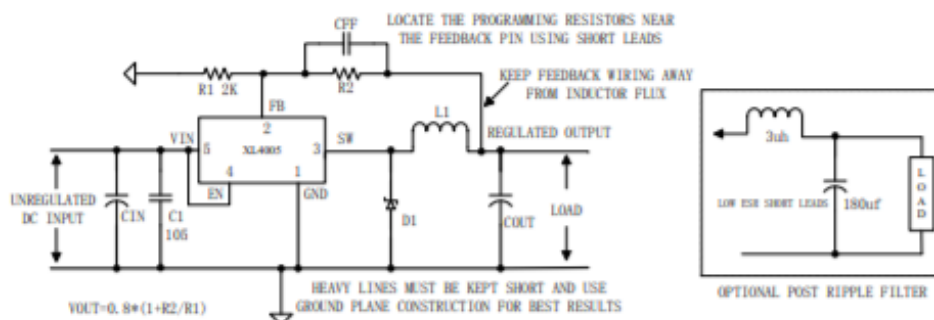 CFF
LOCATE THE PROGRAMMING RESISTORS NEAR
THE FEEDBACK PIN USING SHORT LEADS
R1 2K
R2
KEEP FEEDBACK WIRING AWAY
FROM INDUCTOR FLUX
FB
L1
2
VIN
SW
REGULATED OUTPUT
5
XL4005
3
4
1
EN
GND
UNREGULATED
DC INPUT
CIN
C1
105
D1
COUT
LOAD
HEAVY LINES MUST BE KEPT SHORT AND USE
GROUND PLANE CONSTRUCTION FOR BEST RESULTS
VOUT=0.8*(1+R2/R1)
3uh
LOW ESR SHORT LEADS
180uf
LOAD
OPTIONAL POST RIPPLE FILTER